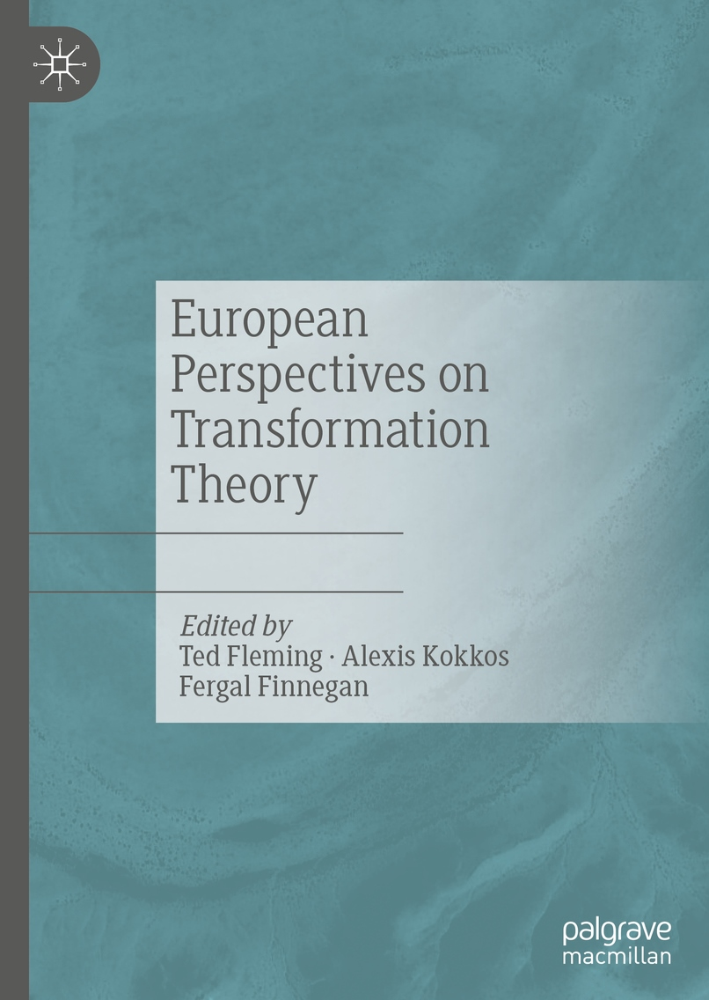 European
Perspectives on
Transformation
Theory
Edited by
Ted Fleming · Alexis Kokkos
Fergal Finnegan
palgrave
macmillan